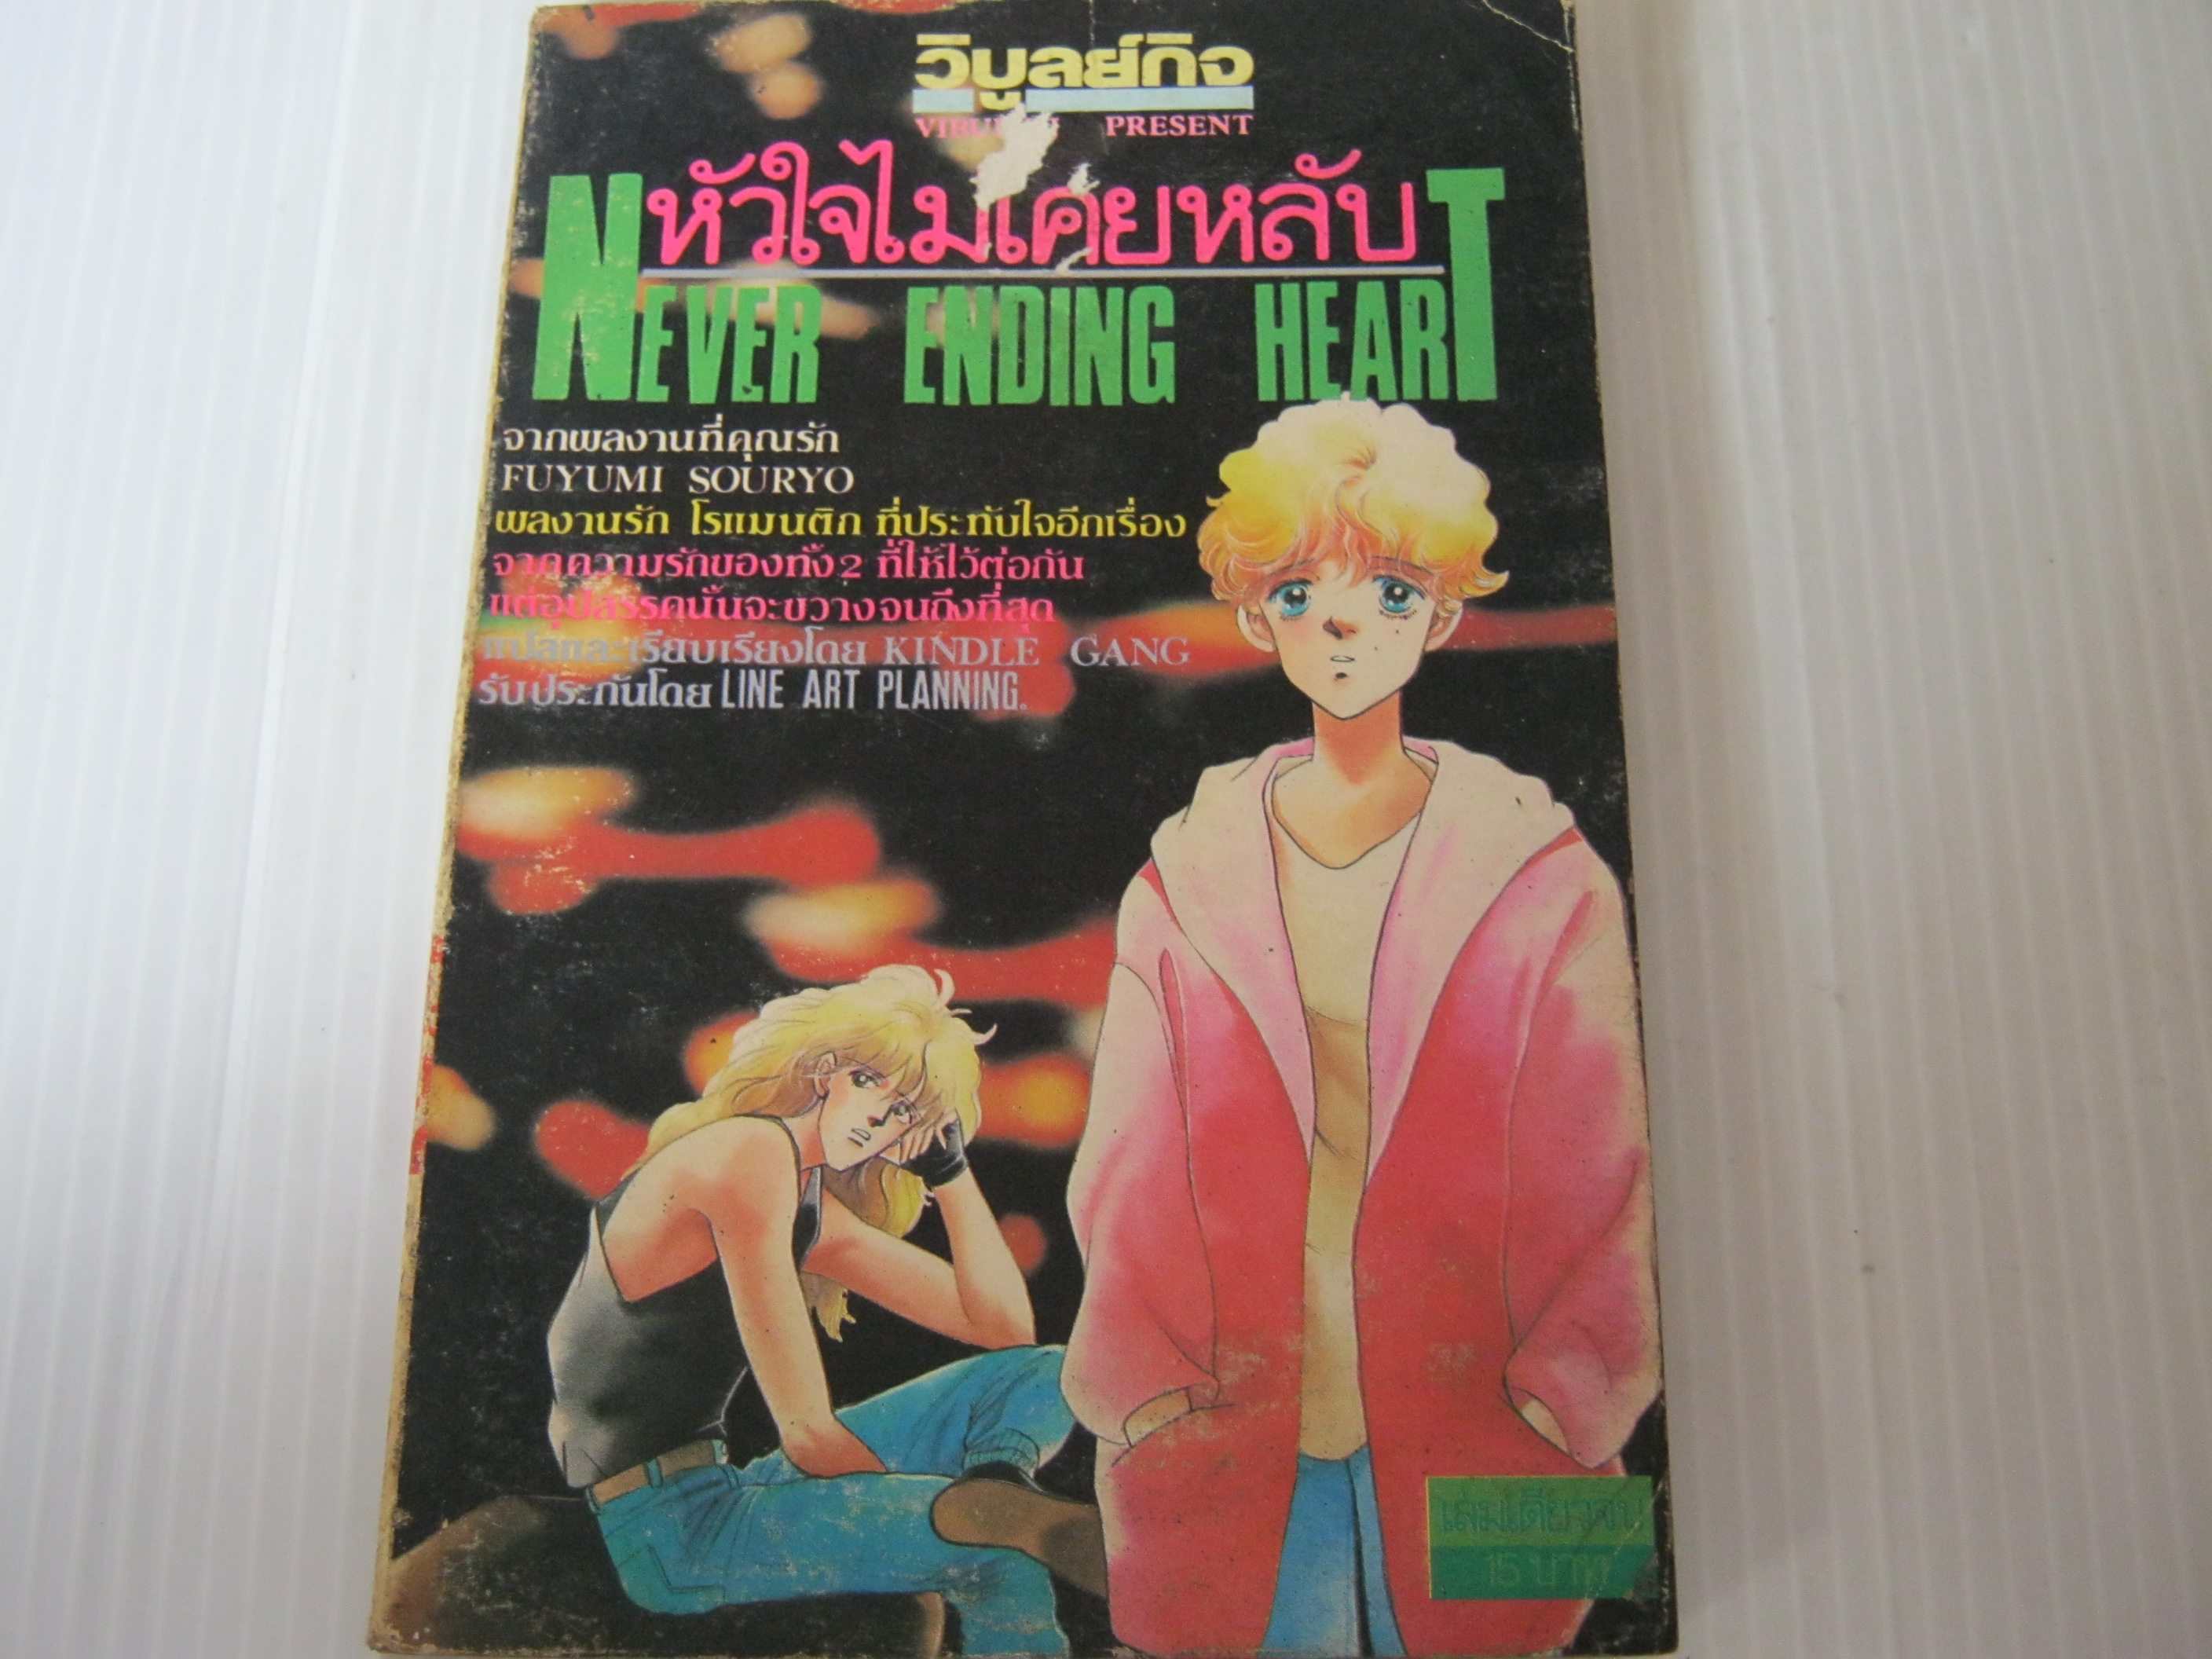 วิบูลย์กิจ
PRESENT
หัวใจไม่เคยหลับ
NEVER ENDING HEART
จากผลงานที่คุณรัก
FUYUMI SOURYO
ผลงานรัก โรแมนติก ที่ประทับใจอีกเรื่อง
จากความรักของทั้ง2 ที่ให้ไว้ต่อกัน
แต่อุปสรรคนั้นจะขวางจนถึงที่สุด
แปลและเรียบเรียงโดย KINDLE GANG
รับประกันโดย LINE ART PLANNING.
เล่มเดียวจบ
15 บาท